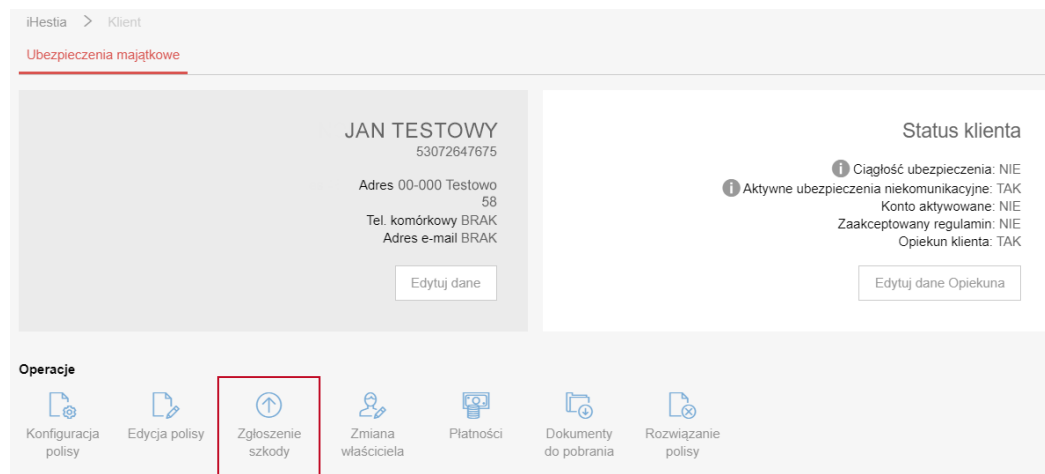 iHestia > Klient
Ubezpieczenia majątkowe
JAN TESTOWY
53072647675
Adres 00-000 Testowo
58
Tel. komórkowy BRAK
Adres e-mail BRAK
Edytuj dane
Status klienta
Ciągłość ubezpieczenia: NIE
Aktywne ubezpieczenia niekomunikacyjne: TAK
Konto aktywowane: NIE
Zaakceptowany regulamin: NIE
Opiekun klienta: TAK
Edytuj dane Opiekuna
Operacje
Konfiguracja
polisy
Edycja polisy
Zgłoszenie
szkody
Zmiana
właściciela
Płatności
Dokumenty
do pobrania
Rozwiązanie
polisy